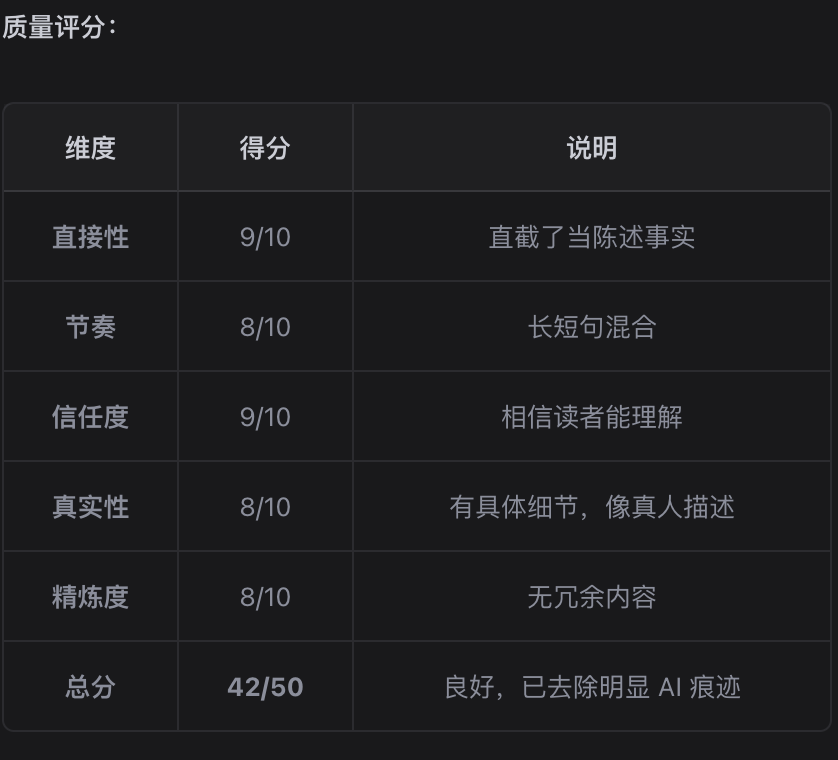 质量评分：
维度 得分 说明
直接性 9/10 直截了当陈述事实
节奏 8/10 长短句混合
信任度 9/10 相信读者能理解
真实性 8/10 有具体细节，像真人描述
精炼度 8/10 无冗余内容
总分 42/50 良好，已去除明显 AI 痕迹